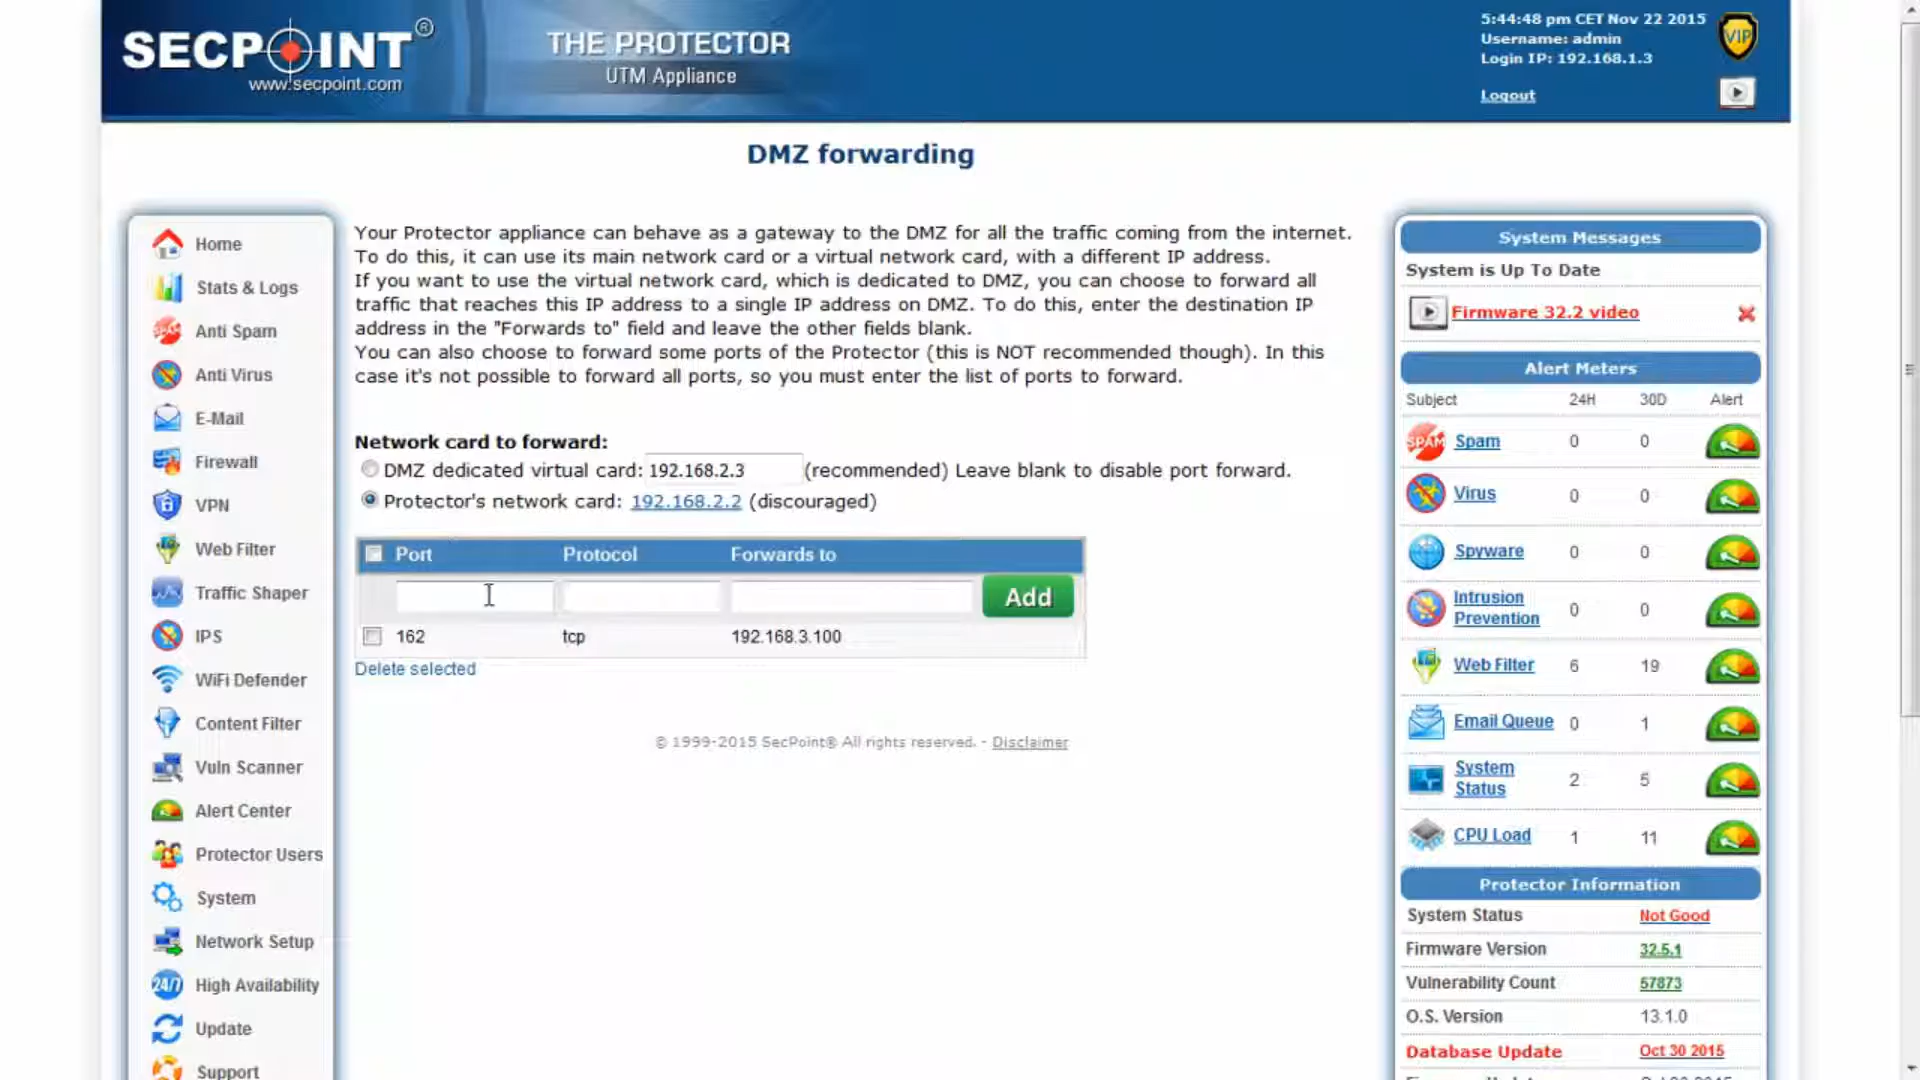 SECPOINT®
www.secpoint.com
THE PROTECTOR
UTM Appliance
5:44:48 pm CET Nov 22 2015
Username: admin
Login IP: 192.168.1.3
Logout
VIP
DMZ forwarding
Home
Stats & Logs
Anti Spam
Anti Virus
E-Mail
Firewall
VPN
Web Filter
Traffic Shaper
IPS
WiFi Defender
Content Filter
Vuln Scanner
Alert Center
Protector Users
System
Network Setup
24/7 High Availability
Update
Support
Your Protector appliance can behave as a gateway to the DMZ for all the traffic coming from the internet.
To do this, it can use its main network card or a virtual network card, with a different IP address.
If you want to use the virtual network card, which is dedicated to DMZ, you can choose to forward all
traffic that reaches this IP address to a single IP address on DMZ. To do this, enter the destination IP
address in the "Forwards to" field and leave the other fields blank.
You can also choose to forward some ports of the Protector (this is NOT recommended though). In this
case it's not possible to forward all ports, so you must enter the list of ports to forward.
Network card to forward:
DMZ dedicated virtual card: 192.168.2.3 (recommended) Leave blank to disable port forward.
Protector's network card: 192.168.2.2 (discouraged)
Port Protocol Forwards to
Add
162 tcp 192.168.3.100
Delete selected
© 1999-2015 SecPoint® All rights reserved. - Disclaimer
System Messages
System is Up To Date
Firmware 32.2 video
Alert Meters
Subject 24H 30D Alert
SPAM Spam 0 0
Virus 0 0
Spyware 0 0
Intrusion
Prevention 0 0
Web Filter 6 19
Email Queue 0 1
System
Status 2 5
CPU Load 1 11
Protector Information
System Status Not Good
Firmware Version 32.5.1
Vulnerability Count 57873
O.S. Version 13.1.0
Database Update Oct 30 2015